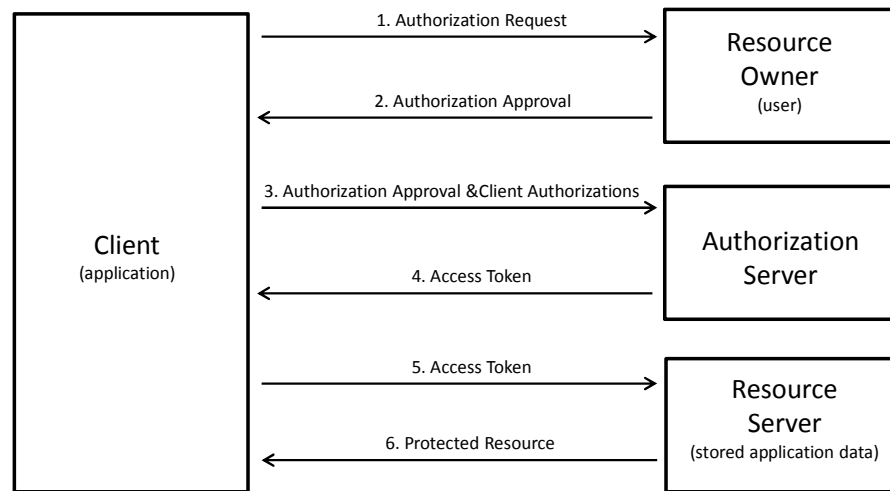 1. Authorization Request
Resource
Owner
(user)
2. Authorization Approval
3. Authorization Approval &Client Authorizations
Client
(application)
Authorization
Server
4. Access Token
5. Access Token
Resource
Server
(stored application data)
6. Protected Resource